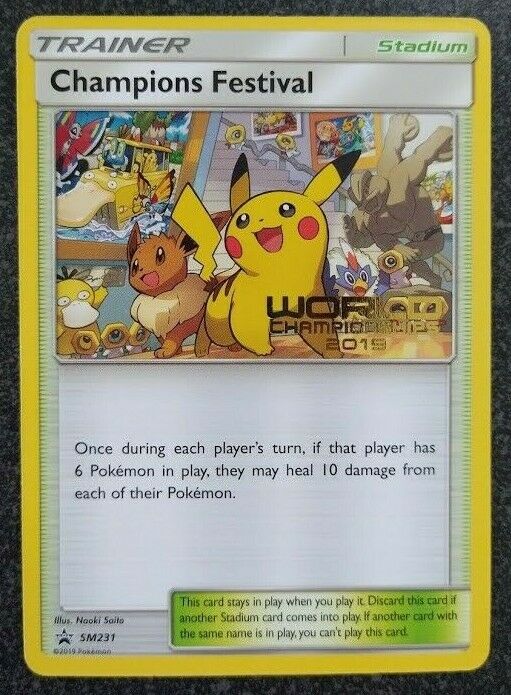 TRAINER
Stadium
Champions Festival
WORLD
CHAMPIONSHIPS
2019
Once during each player's turn, if that player has
6 Pokémon in play, they may heal 10 damage from
each of their Pokémon.
This card stays in play when you play it. Discard this card if
another Stadium card comes into play. If another card with
the same name is in play, you can't play this card.
Illus. Naoki Saito
SM231
©2019 Pokémon